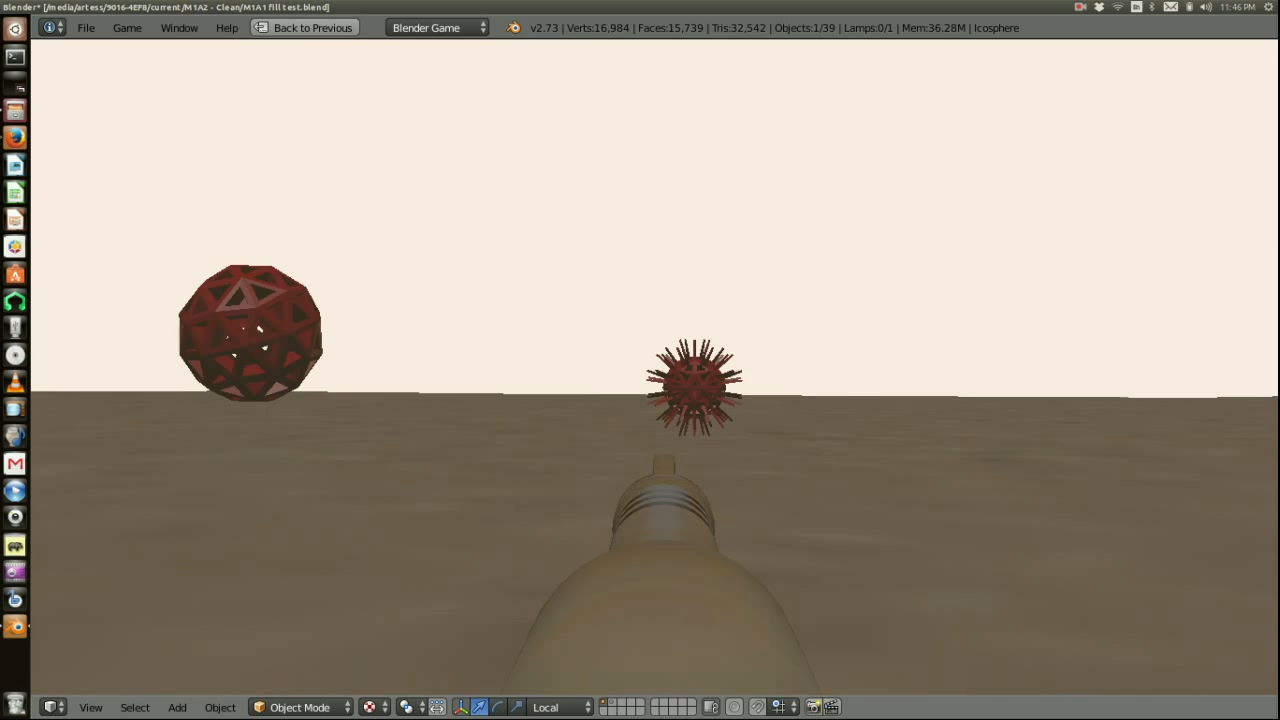 Blender* [/media/artess/9016-4EF8/current/M1A2 - Clean/M1A1 fill test.blend]
En
11:46 PM
File
Game
Window
Help
Back to Previous
Blender Game
v2.73 | Verts:16,984 | Faces:15,739 | Tris:32,542 | Objects:1/39 | Lamps:0/1 | Mem:36.28M | Icosphere
View
Select
Add
Object
Object Mode
Local